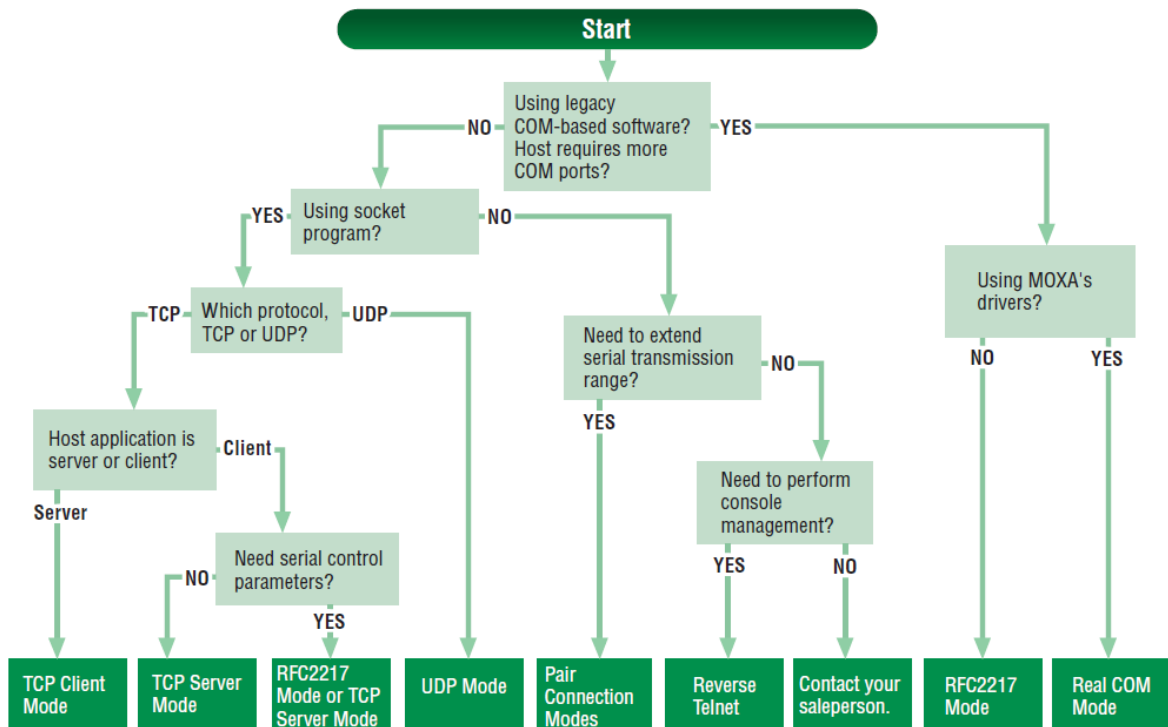 Start
Using legacy
COM-based software?
Host requires more
COM ports?
NO
YES
Using socket
program?
YES
NO
Using MOXA's
drivers?
Which protocol,
TCP or UDP?
TCP
UDP
Need to extend
serial transmission
range?
NO
YES
NO
YES
Host application is
server or client?
Client
Server
Need to perform
console
management?
YES
NO
Need serial control
parameters?
NO
YES
TCP Client
Mode
TCP Server
Mode
RFC2217
Mode or TCP
Server Mode
UDP Mode
Pair
Connection
Modes
Reverse
Telnet
Contact your
saleperson.
RFC2217
Mode
Real COM
Mode